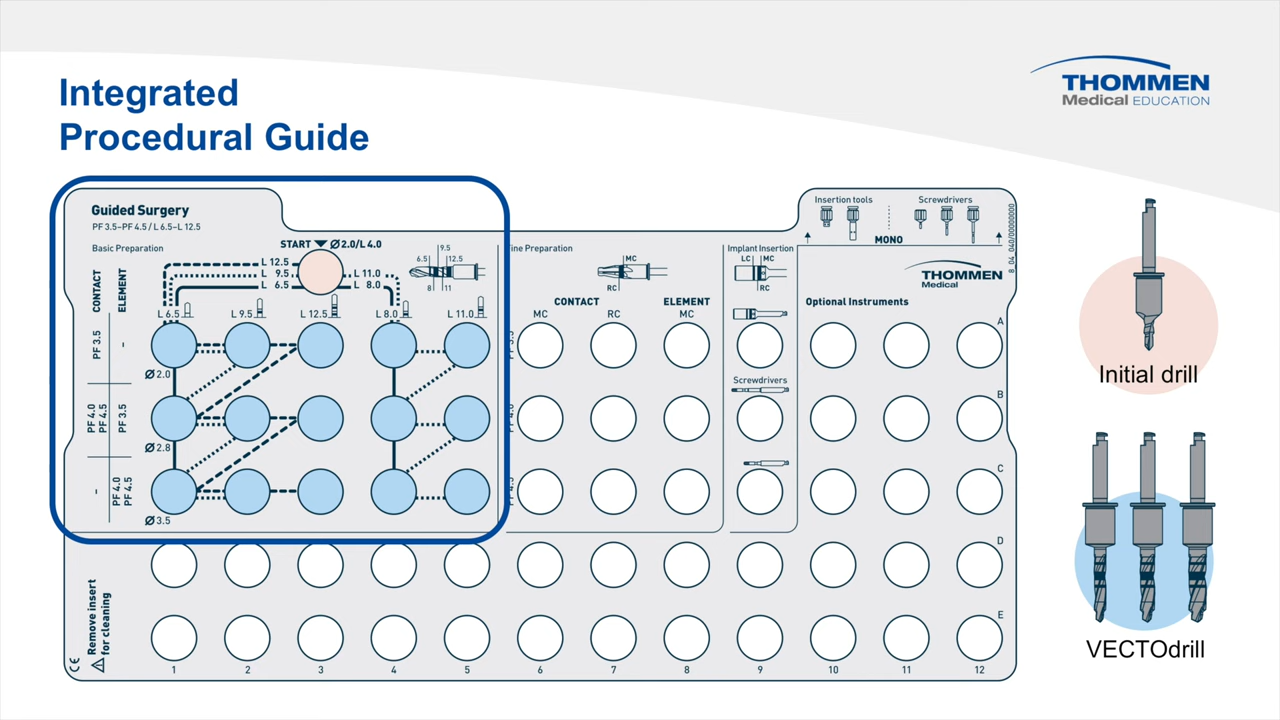 Integrated
Procedural Guide
THOMMEN
Medical EDUCATION
Guided Surgery
PF 3.5–PF 4.5 / L 6.5–L 12.5
Basic Preparation
START Ø 2.0/L 4.0
L 12.5
L 9.5
L 6.5
L 11.0
L 8.0
6.5
9.5
12.5
8
11
CONTACT
ELEMENT
L 6.5
L 9.5
L 12.5
L 8.0
L 11.0
PF 3.5
–
Ø 2.0
PF 4.0
PF 4.5
PF 3.5
Ø 2.8
–
PF 4.0
PF 4.5
Ø 3.5
ine Preparation
MC
RC
CONTACT
ELEMENT
MC
RC
MC
Implant Insertion
LC
MC
RC
Screwdrivers
Insertion tools
Screwdrivers
MONO
THOMMEN
Medical
Optional Instruments
A
B
C
D
E
Remove insert
for cleaning
CE
1
2
3
4
5
6
7
8
9
10
11
12
Initial drill
VECTOdrill